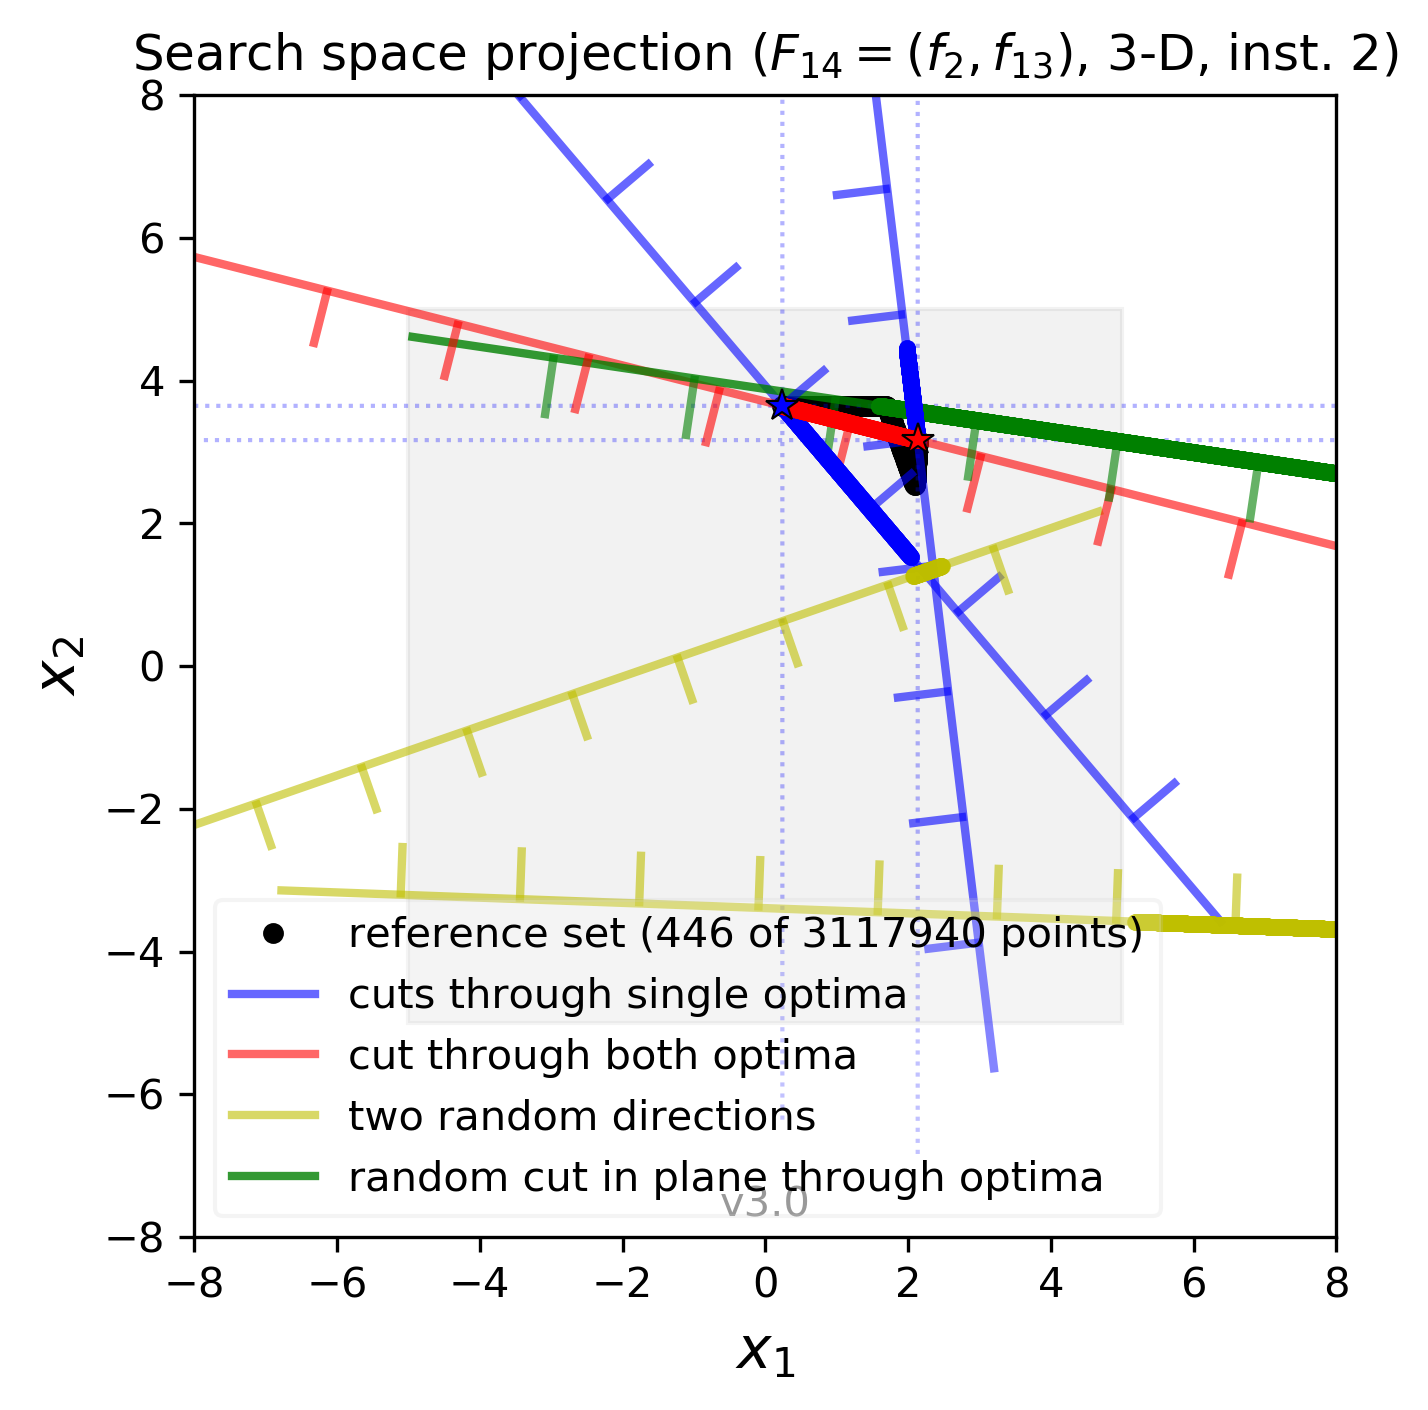 Search space projection (F₁₄ = (f₂, f₁₃), 3-D, inst. 2)
8
6
4
2
0
−2
−4
−6
−8
x₂
reference set (446 of 3117940 points)
cuts through single optima
cut through both optima
two random directions
random cut in plane through optima
v3.0
−8 −6 −4 −2 0 2 4 6 8
x₁